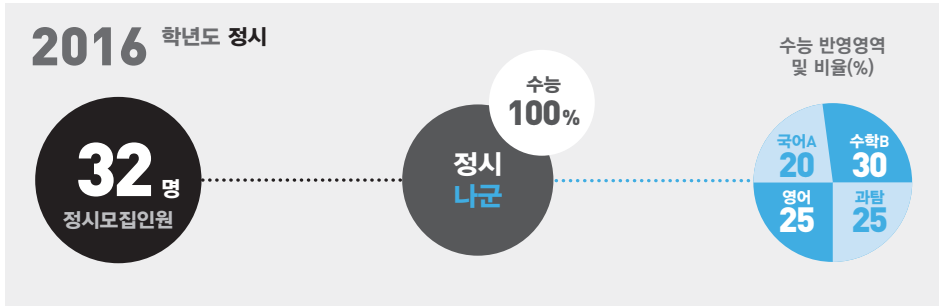 2016 학년도 정시
32 명
정시모집인원
정시
나군
수능
100%
수능 반영영역
및 비율(%)
국어A
20
수학B
30
영어
25
과탐
25